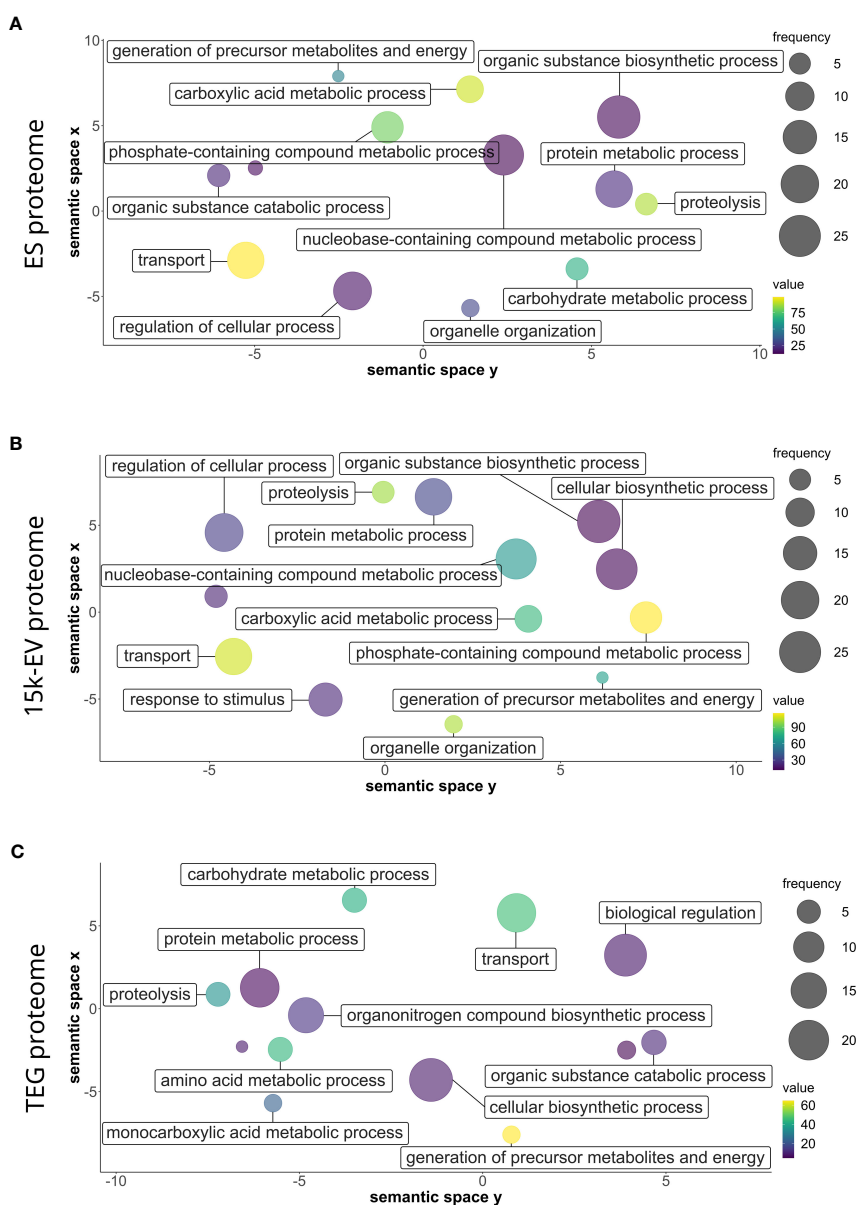 A
ES proteome
semantic space x
10
5
0
-5
generation of precursor metabolites and energy
organic substance biosynthetic process
carboxylic acid metabolic process
phosphate-containing compound metabolic process
protein metabolic process
organic substance catabolic process
proteolysis
nucleobase-containing compound metabolic process
transport
carbohydrate metabolic process
regulation of cellular process
organelle organization
-5
0
5
10
semantic space y
frequency
5
10
15
20
25
value
75
50
25
B
15k-EV proteome
semantic space x
5
0
-5
regulation of cellular process
organic substance biosynthetic process
proteolysis
cellular biosynthetic process
protein metabolic process
nucleobase-containing compound metabolic process
carboxylic acid metabolic process
transport
phosphate-containing compound metabolic process
response to stimulus
generation of precursor metabolites and energy
organelle organization
-5
0
5
10
semantic space y
frequency
5
10
15
20
25
value
90
60
30
C
TEG proteome
semantic space x
5
0
-5
carbohydrate metabolic process
biological regulation
protein metabolic process
transport
proteolysis
organonitrogen compound biosynthetic process
amino acid metabolic process
organic substance catabolic process
cellular biosynthetic process
monocarboxylic acid metabolic process
generation of precursor metabolites and energy
-10
-5
0
5
semantic space y
frequency
5
10
15
20
value
60
40
20